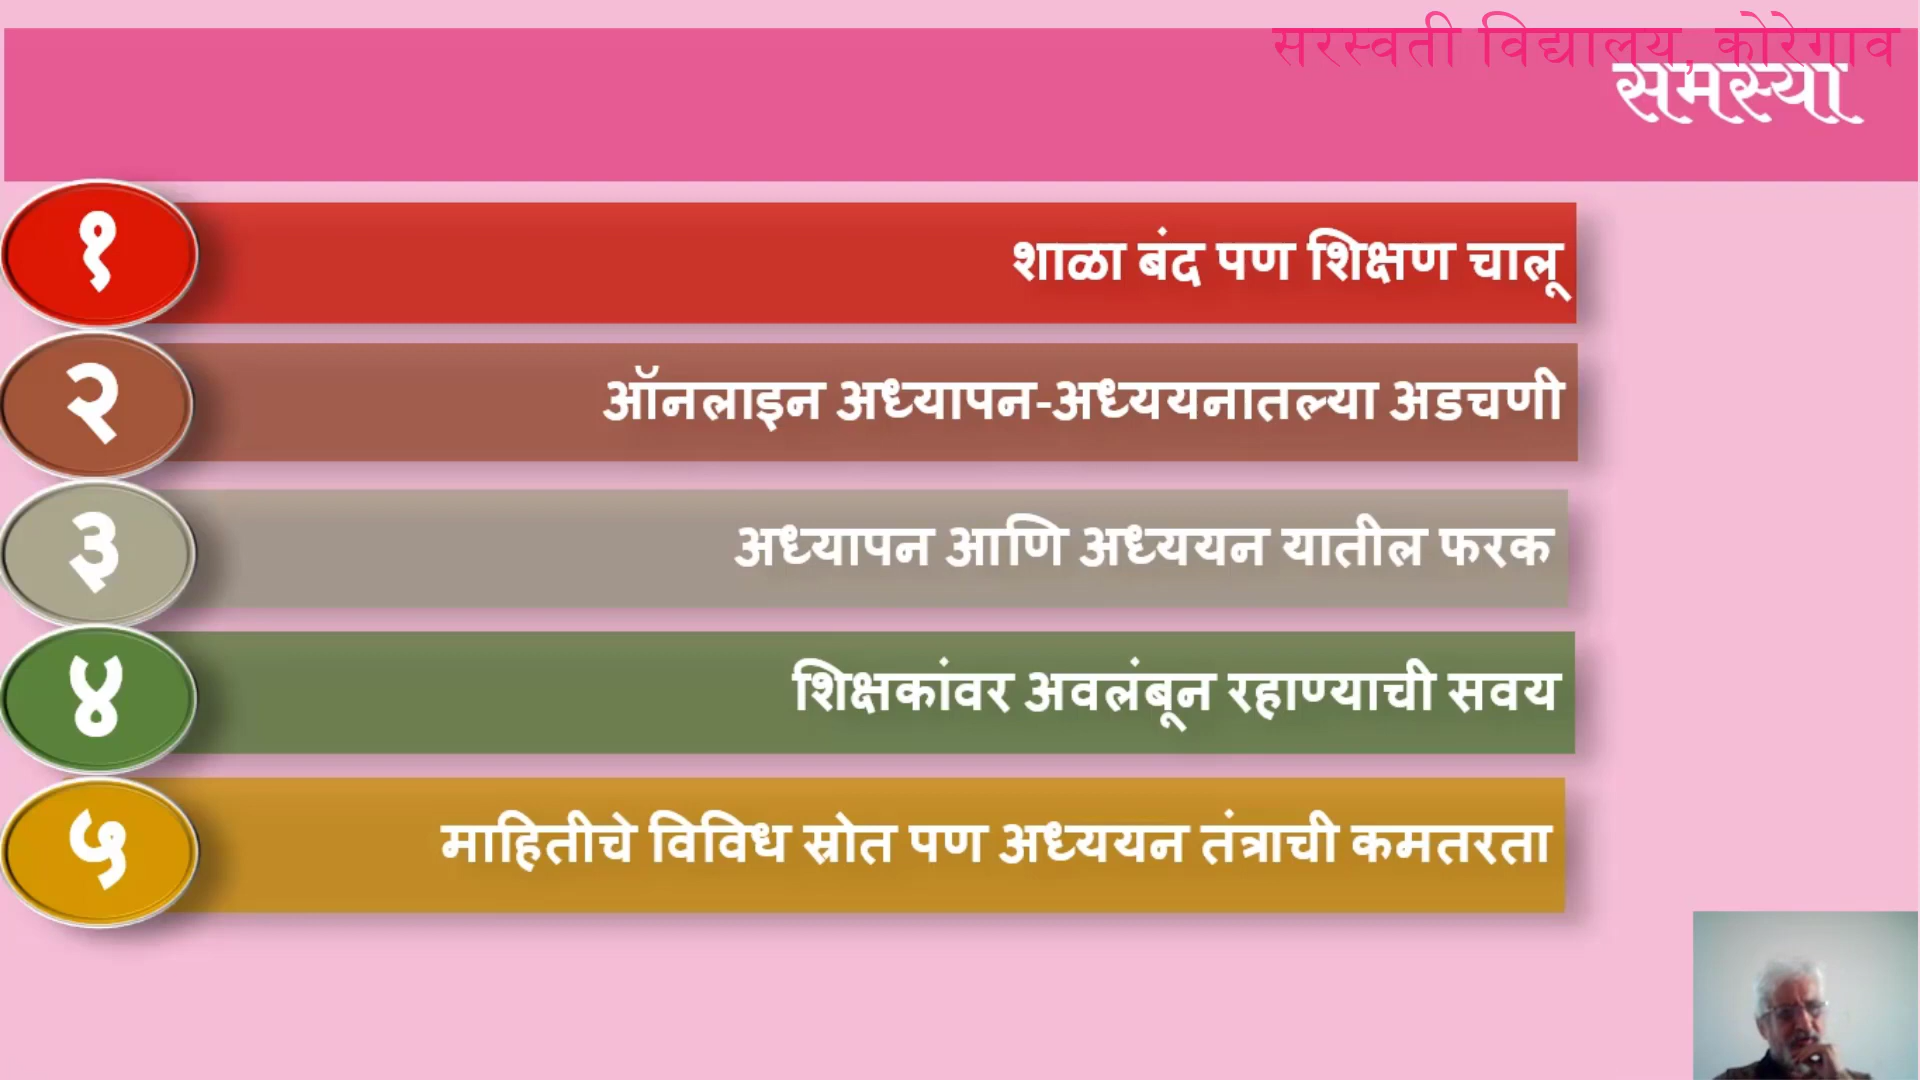 सरस्वती विद्यालय, कोरेगाव
समस्या
१
शाळा बंद पण शिक्षण चालू
२
ऑनलाइन अध्यापन-अध्ययनातल्या अडचणी
३
अध्यापन आणि अध्ययन यातील फरक
४
शिक्षकांवर अवलंबून रहाण्याची सवय
५
माहितीचे विविध स्रोत पण अध्ययन तंत्राची कमतरता